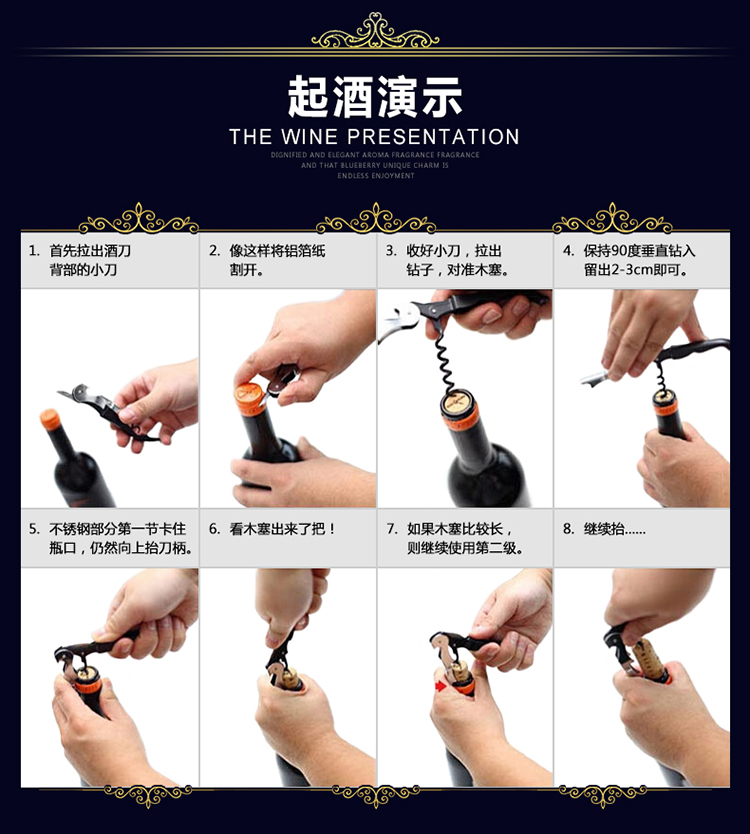 起酒演示
THE WINE PRESENTATION
DIGNIFIED AND ELEGANT AROMA FRAGRANCE FRAGRANCE
AND THAT BLUEBERRY UNIQUE CHARM IS
ENDLESS ENJOYMENT
1. 首先拉出酒刀
背部的小刀
2. 像这样将铝箔纸
割开。
3. 收好小刀，拉出
钻子，对准木塞。
4. 保持90度垂直钻入
留出2-3cm即可。
5. 不锈钢部分第一节卡住
瓶口，仍然向上抬刀柄。
6. 看木塞出来了把！
7. 如果木塞比较长，
则继续使用第二级。
8. 继续抬......